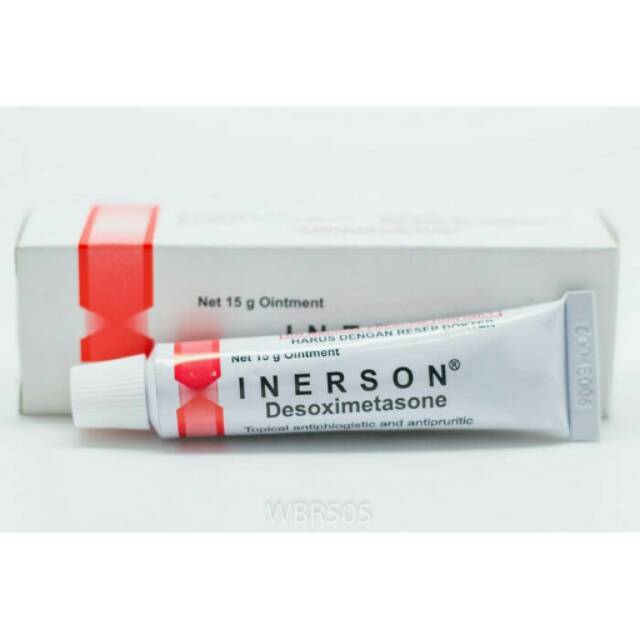 Net 15 g Ointment
HARUS DENGAN RESEP DOKTER
Net 15 g Ointment
INERSON®
Desoximetasone
Topical antiphlogistic and antipruritic
WBR505